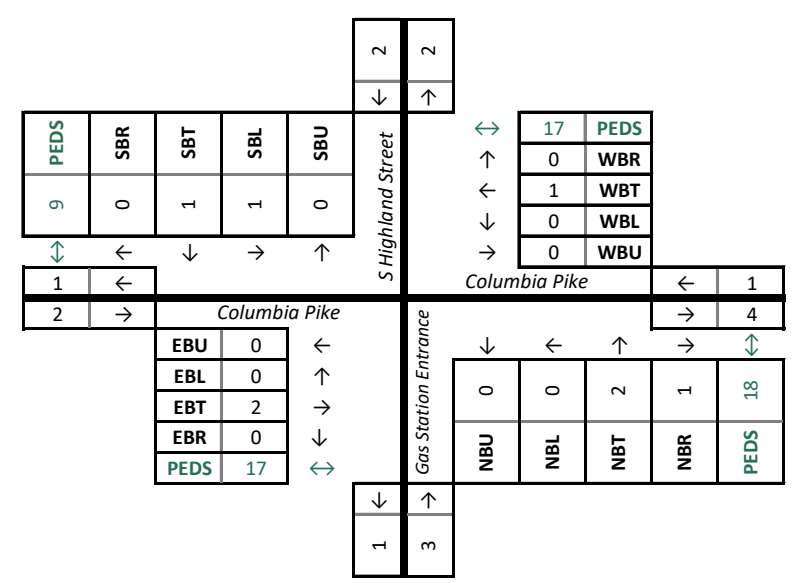 2 2
↓ ↑
PEDS SBR SBT SBL SBU
9 0 1 1 0
↕ ← ↓ → ↑
S Highland Street
↔ 17 PEDS
↑ 0 WBR
← 1 WBT
↓ 0 WBL
→ 0 WBU
1 ←
Columbia Pike
← 1
2 →
Columbia Pike
→ 4
EBU 0 ←
EBL 0 ↑
EBT 2 →
EBR 0 ↓
PEDS 17 ↔
Gas Station Entrance
↓ ← ↑ → ↕
0 0 2 1 18
NBU NBL NBT NBR PEDS
↓ ↑
1 3